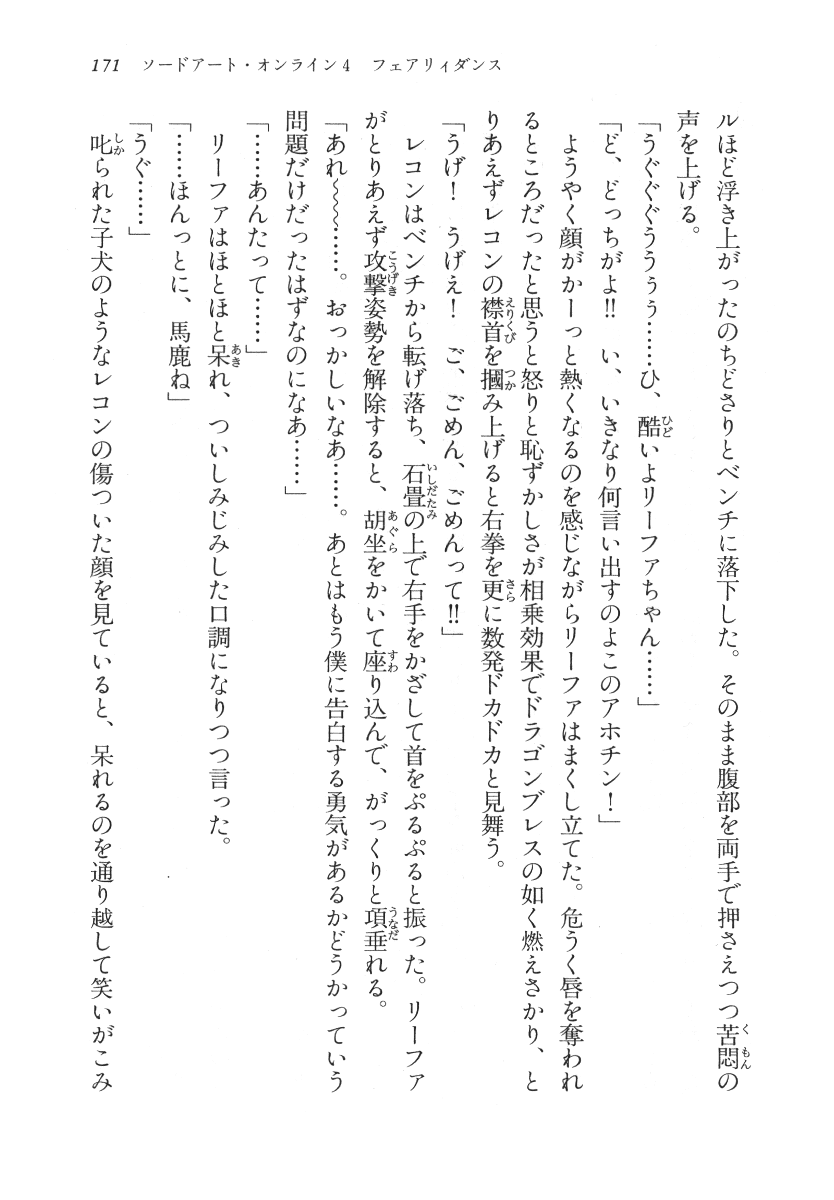 171　ソードアート・オンライン4　フェアリィダンス
ルほど浮き上がったのちどさりとベンチに落下した。そのまま腹部を両手で押さえつつ苦悶の
声を上げる。
「うぐぐぐううぅぅ……ひ、酷いよリーファちゃん……」
「ど、どっちがよ!!　い、いきなり何言い出すのよこのアホチン！」
　ようやく顔がかーっと熱くなるのを感じながらリーファはまくし立てた。危うく唇を奪われ
るところだったと思うと怒りと恥ずかしさが相乗効果でドラゴンブレスの如く燃えさかり、と
りあえずレコンの襟首を摑み上げると右拳を更に数発ドカドカと見舞う。
「うげ！　うげえ！　ご、ごめん、ごめんって!!」
　レコンはベンチから転げ落ち、石畳の上で右手をかざして首をぷるぷると振った。リーファ
がとりあえず攻撃姿勢を解除すると、胡坐をかいて座り込んで、がっくりと項垂れる。
「あれ〜〜……。おっかしいなあ……。あとはもう僕に告白する勇気があるかどうかっていう
問題だけだったはずなのになあ……」
「……あんたって……」
　リーファはほとほと呆れ、ついしみじみした口調になりつつ言った。
「……ほんっとに、馬鹿ね」
「うぐ……」
　叱られた子犬のようなレコンの傷ついた顔を見ていると、呆れるのを通り越して笑いがこみ